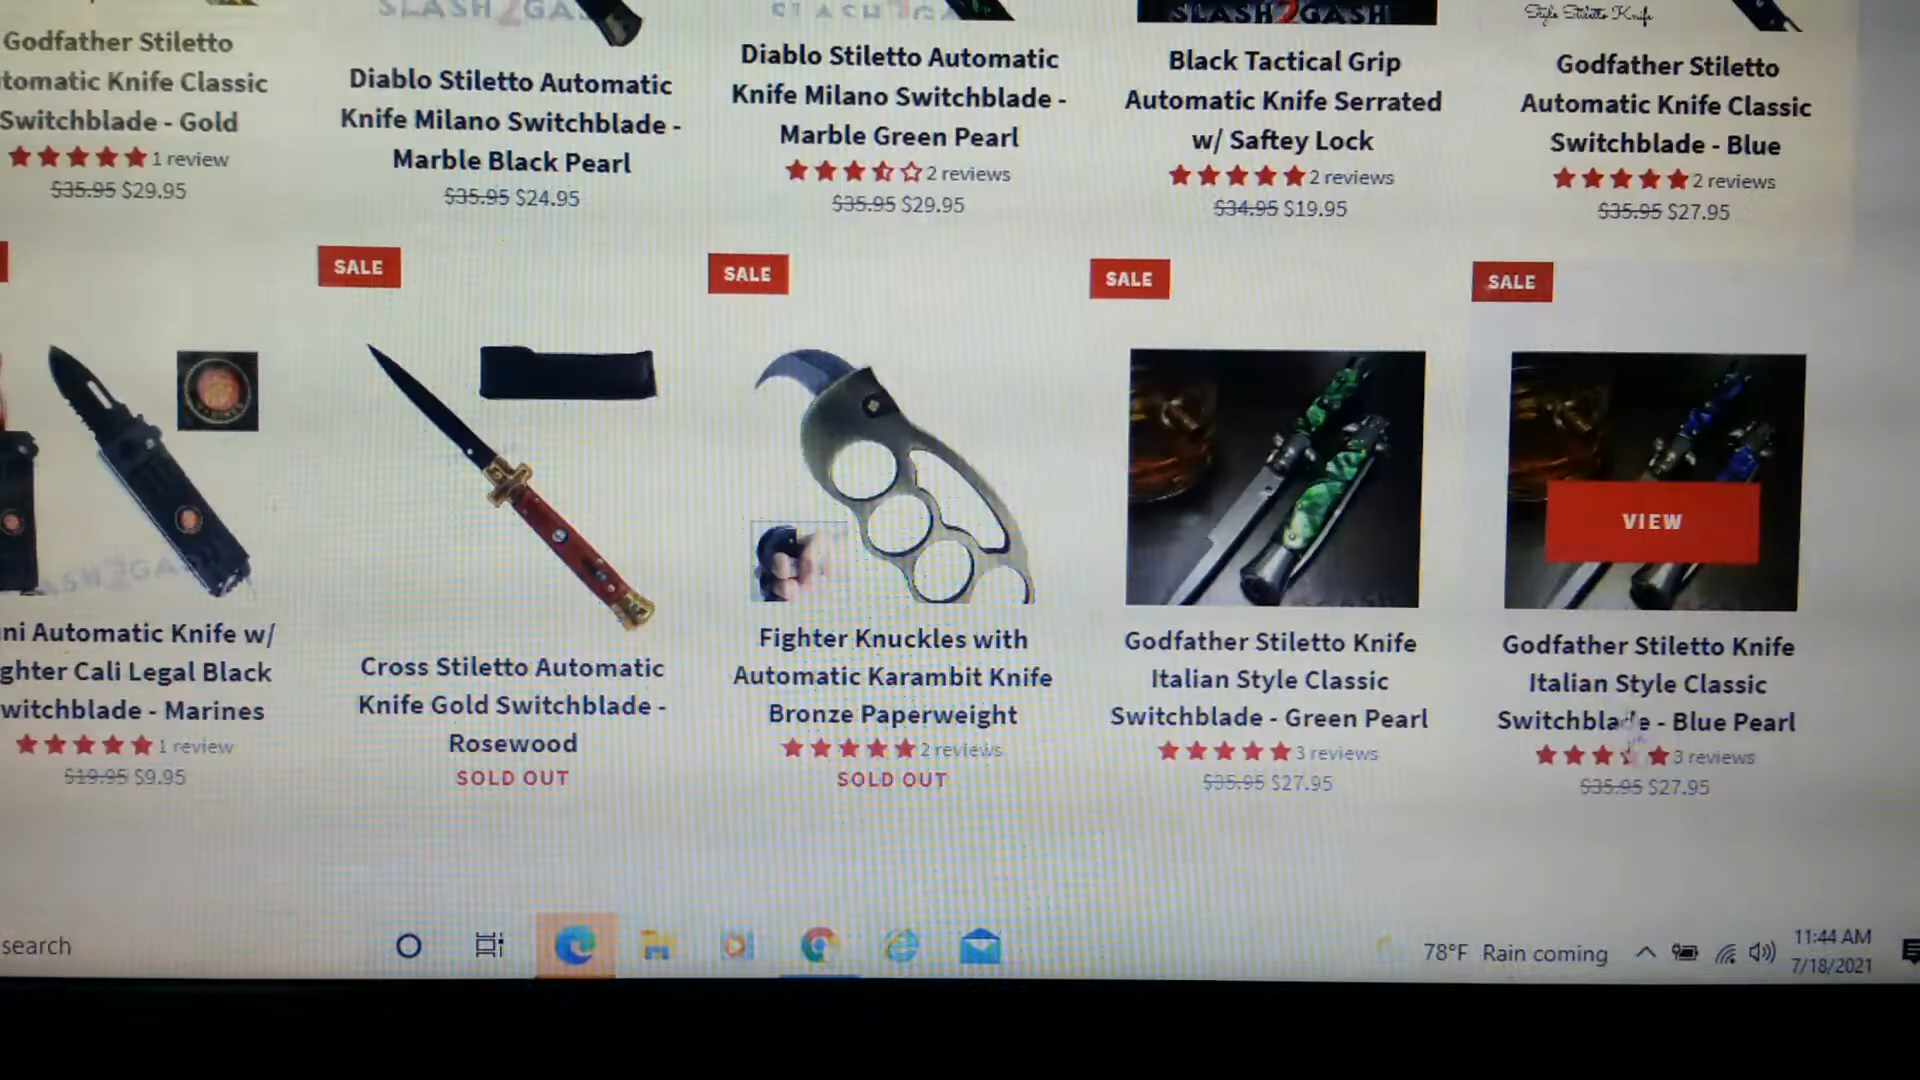 SLASH2GA
SLASH2GASH
Style Stiletto Knife
Godfather Stiletto
tomatic Knife Classic
Switchblade - Gold
1 review
$35.95 $29.95
Diablo Stiletto Automatic
Knife Milano Switchblade -
Marble Black Pearl
$35.95 $24.95
Diablo Stiletto Automatic
Knife Milano Switchblade -
Marble Green Pearl
2 reviews
$35.95 $29.95
Black Tactical Grip
Automatic Knife Serrated
w/ Saftey Lock
2 reviews
$34.95 $19.95
Godfather Stiletto
Automatic Knife Classic
Switchblade - Blue
2 reviews
$35.95 $27.95
SALE
SALE
SALE
SALE
VIEW
ASH2GA
ni Automatic Knife w/
ghter Cali Legal Black
witchblade - Marines
1 review
$19.95 $9.95
Cross Stiletto Automatic
Knife Gold Switchblade -
Rosewood
SOLD OUT
Fighter Knuckles with
Automatic Karambit Knife
Bronze Paperweight
2 reviews
SOLD OUT
Godfather Stiletto Knife
Italian Style Classic
Switchblade - Green Pearl
3 reviews
$35.95 $27.95
Godfather Stiletto Knife
Italian Style Classic
Switchblade - Blue Pearl
3 reviews
$35.95 $27.95
search
78°F Rain coming
11:44 AM
7/18/2021